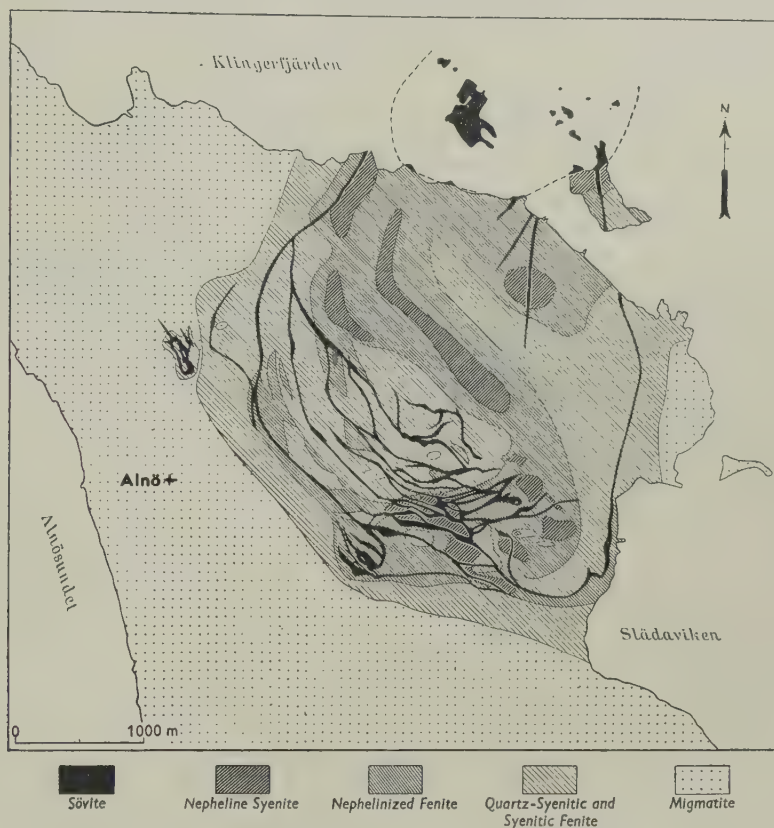 Klingerfjärden
N
Alnö
Alnösundet
Slädaviken
0 1000 m
Sövite
Nepheline Syenite
Nephelinized Fenite
Quartz-Syenitic and
Syenitic Fenite
Migmatite